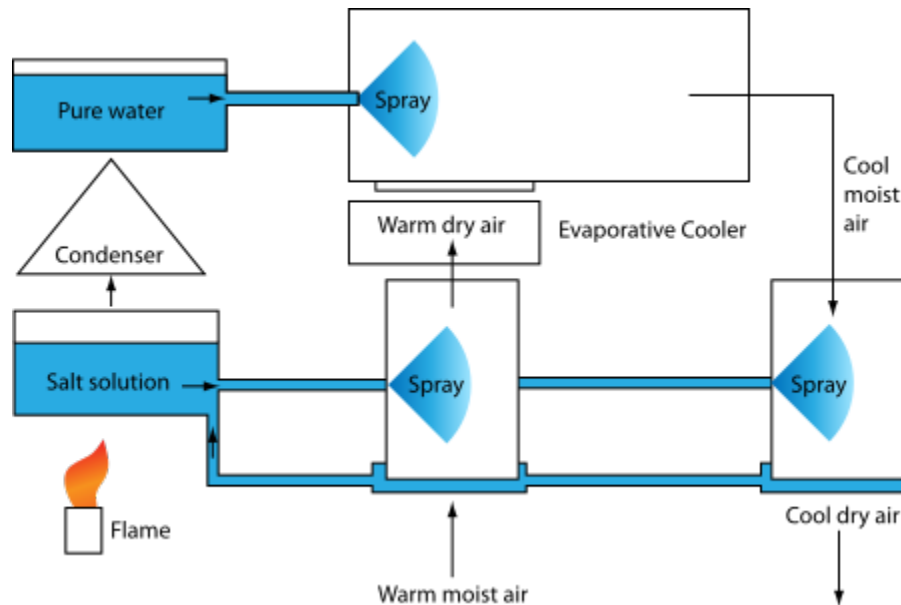 Pure water
Spray
Cool
moist
air
Warm dry air
Evaporative Cooler
Condenser
Salt solution
Spray
Spray
Flame
Cool dry air
Warm moist air